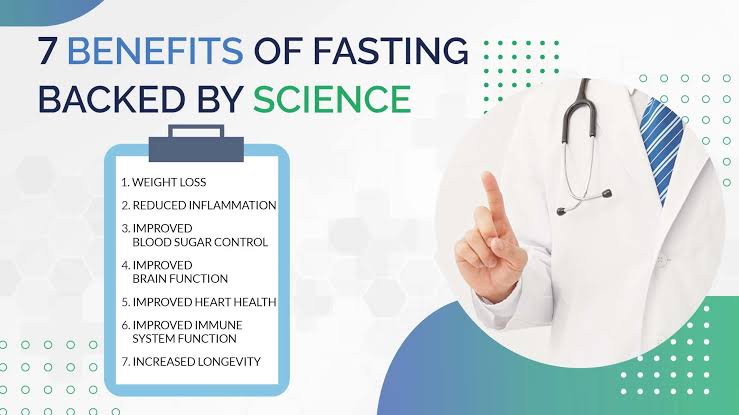 7 BENEFITS OF FASTING
BACKED BY SCIENCE
1. WEIGHT LOSS
2. REDUCED INFLAMMATION
3. IMPROVED
BLOOD SUGAR CONTROL
4. IMPROVED
BRAIN FUNCTION
5. IMPROVED HEART HEALTH
6. IMPROVED IMMUNE
SYSTEM FUNCTION
7. INCREASED LONGEVITY